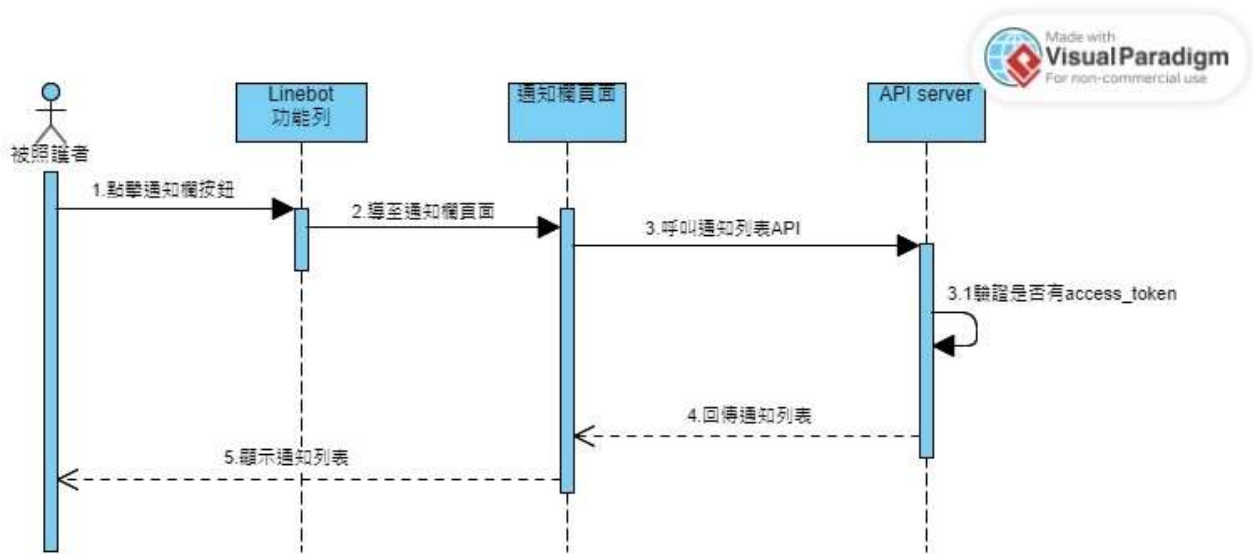 Made with
Visual Paradigm
For non-commercial use
Linebot
功能列
通知欄頁面
API server
被照護者
1.點擊通知欄按鈕
2.導至通知欄頁面
3.呼叫通知列表API
3.1驗證是否有access_token
4.回傳通知列表
5.顯示通知列表